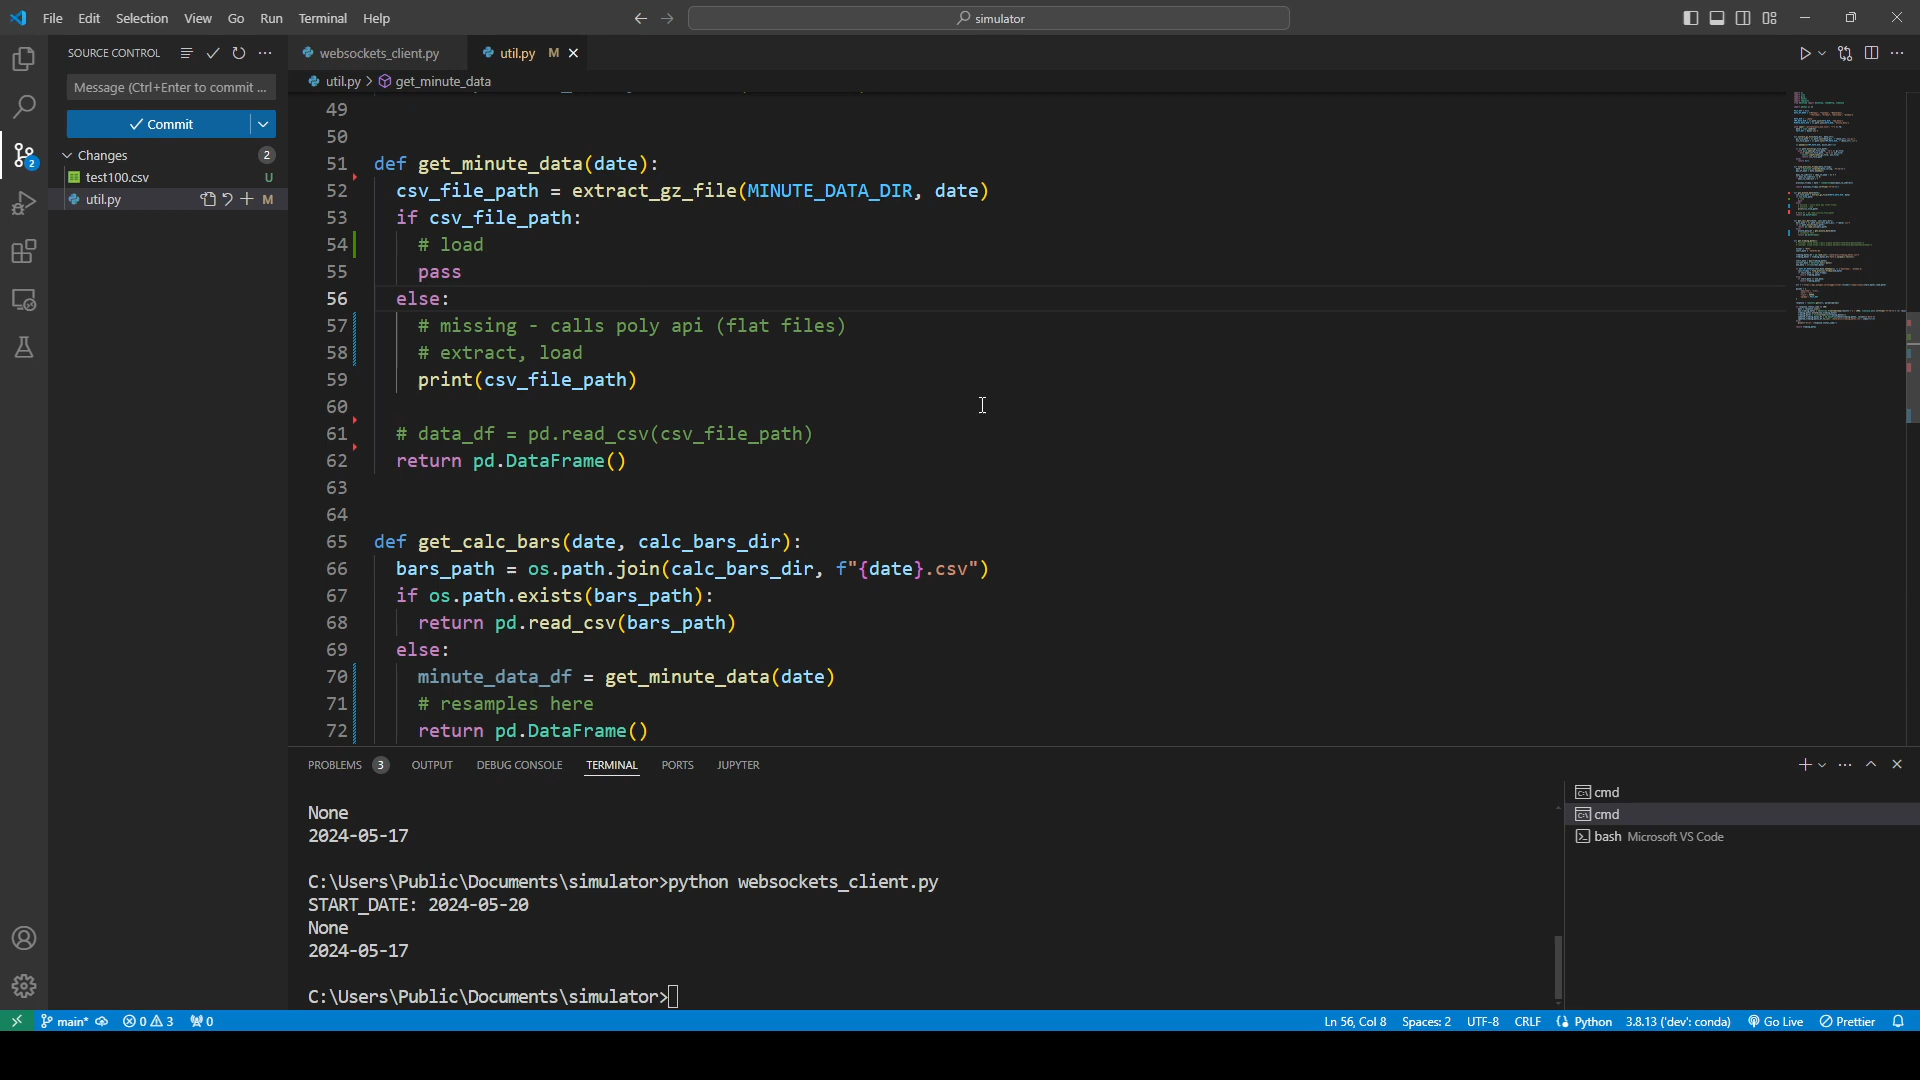 File Edit Selection View Go Run Terminal Help
simulator
SOURCE CONTROL
websockets_client.py
util.py M
util.py > get_minute_data
Message (Ctrl+Enter to commit ...
Commit
Changes 2
test100.csv U
util.py M
2
49
50
51 def get_minute_data(date):
52 csv_file_path = extract_gz_file(MINUTE_DATA_DIR, date)
53 if csv_file_path:
54 # load
55 pass
56 else:
57 # missing - calls poly api (flat files)
58 # extract, load
59 print(csv_file_path)
60
61 # data_df = pd.read_csv(csv_file_path)
62 return pd.DataFrame()
63
64
65 def get_calc_bars(date, calc_bars_dir):
66 bars_path = os.path.join(calc_bars_dir, f"{date}.csv")
67 if os.path.exists(bars_path):
68 return pd.read_csv(bars_path)
69 else:
70 minute_data_df = get_minute_data(date)
71 # resamples here
72 return pd.DataFrame()
PROBLEMS 3 OUTPUT DEBUG CONSOLE TERMINAL PORTS JUPYTER
None
2024-05-17
C:\Users\Public\Documents\simulator>python websockets_client.py
START_DATE: 2024-05-20
None
2024-05-17
C:\Users\Public\Documents\simulator>
cmd
cmd
bash Microsoft VS Code
main* 0 3 0
Ln 56, Col 8 Spaces: 2 UTF-8 CRLF Python 3.8.13 ('dev': conda) Go Live Prettier